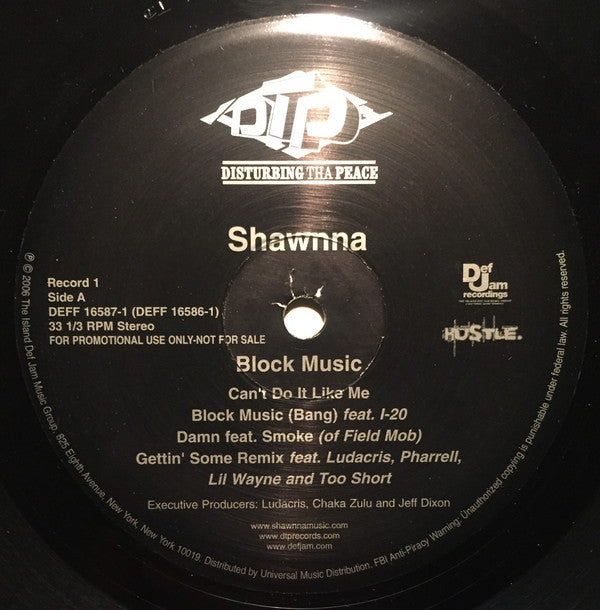 DTP
DISTURBING THA PEACE
Shawnna
Record 1
Side A
DEFF 16587-1 (DEFF 16586-1)
33 1/3 RPM Stereo
FOR PROMOTIONAL USE ONLY-NOT FOR SALE
Def
Jam
recordings
HUSTLE.
Block Music
Can't Do It Like Me
Block Music (Bang) feat. I-20
Damn feat. Smoke (of Field Mob)
Gettin' Some Remix feat. Ludacris, Pharrell,
Lil Wayne and Too Short
Executive Producers: Ludacris, Chaka Zulu and Jeff Dixon
www.shawnnamusic.com
www.dtprecords.com
www.defjam.com
℗ © 2006 The Island Def Jam Music Group, 825 Eighth Avenue, New York, New York 10019. Distributed by Universal Music Distribution. FBI Anti-Piracy Warning: Unauthorized copying is punishable under federal law. All rights reserved.